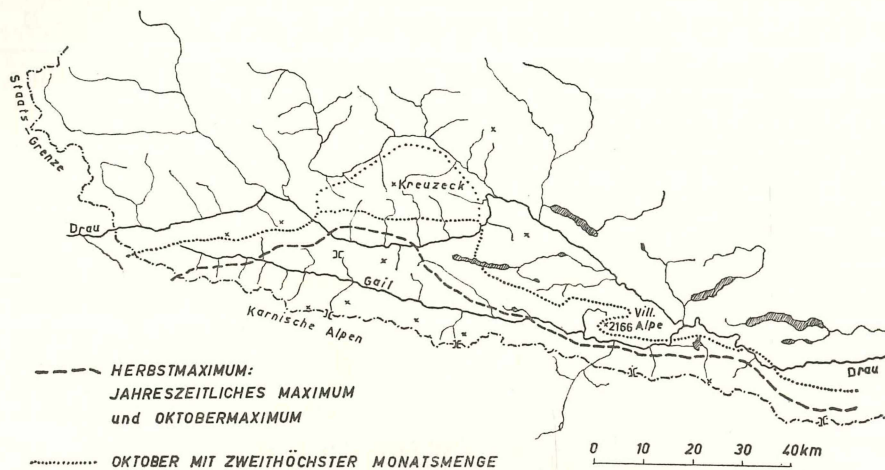 Staats-Grenze
Kreuzeck
Drau
Gail
Karnische Alpen
Vill.
Alpe
2166
Drau
HERBSTMAXIMUM:
JAHRESZEITLICHES MAXIMUM
und OKTOBERMAXIMUM
OKTOBER MIT ZWEITHÖCHSTER MONATSMENGE
0 10 20 30 40km